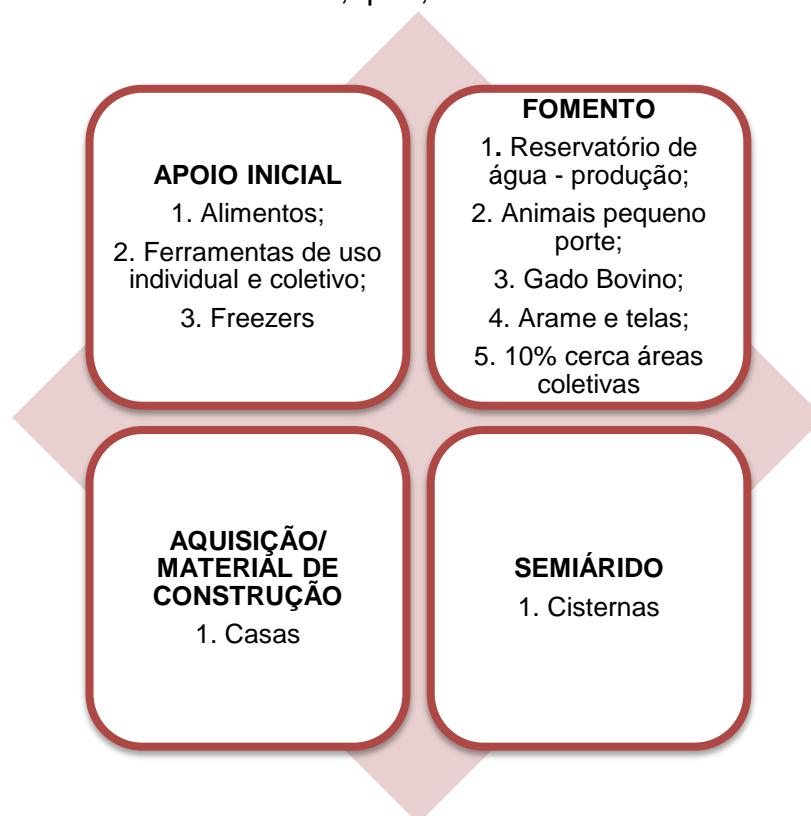 APOIO INICIAL
1. Alimentos;
2. Ferramentas de uso
individual e coletivo;
3. Freezers
FOMENTO
1. Reservatório de
água - produção;
2. Animais pequeno
porte;
3. Gado Bovino;
4. Arame e telas;
5. 10% cerca áreas
coletivas
AQUISIÇÃO/
MATERIAL DE
CONSTRUÇÃO
1. Casas
SEMIÁRIDO
1. Cisternas